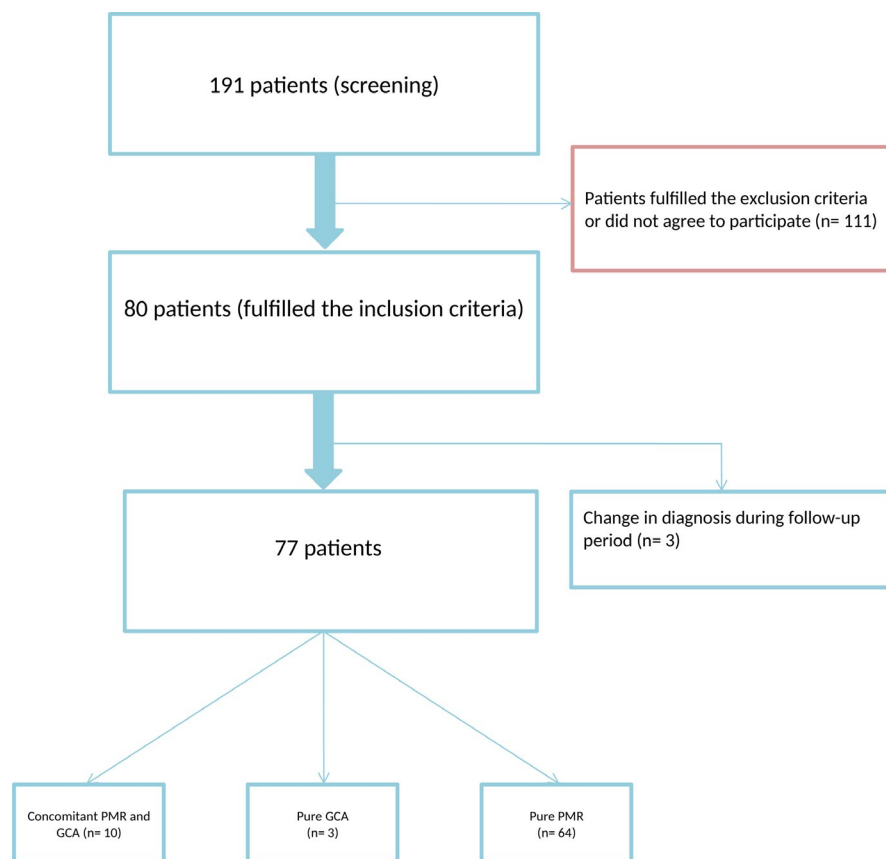 191 patients (screening)
Patients fulfilled the exclusion criteria
or did not agree to participate (n= 111)
80 patients (fulfilled the inclusion criteria)
77 patients
Change in diagnosis during follow-up
period (n= 3)
Concomitant PMR and
GCA (n= 10)
Pure GCA
(n= 3)
Pure PMR
(n= 64)